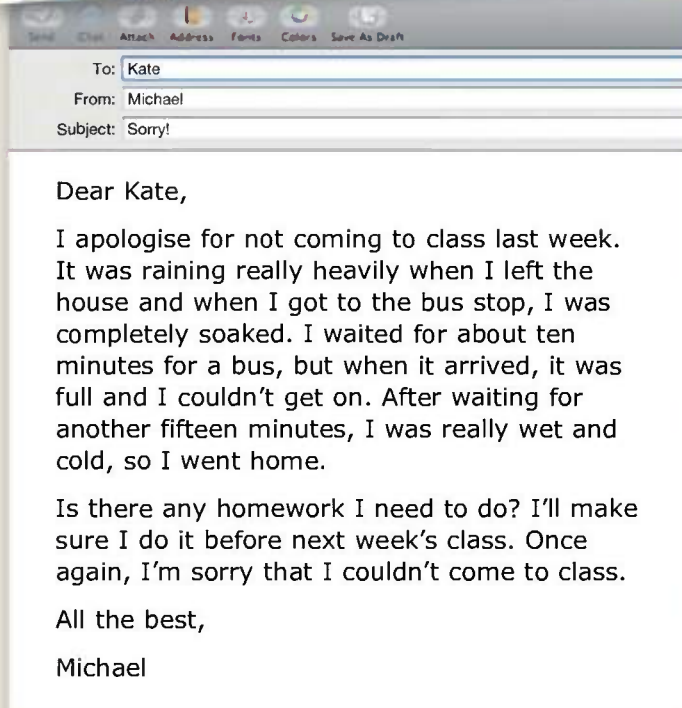 Send Chat Attach Address Fonts Colors Save As Draft
To: Kate
From: Michael
Subject: Sorry!
Dear Kate,
I apologise for not coming to class last week.
It was raining really heavily when I left the
house and when I got to the bus stop, I was
completely soaked. I waited for about ten
minutes for a bus, but when it arrived, it was
full and I couldn't get on. After waiting for
another fifteen minutes, I was really wet and
cold, so I went home.
Is there any homework I need to do? I'll make
sure I do it before next week's class. Once
again, I'm sorry that I couldn't come to class.
All the best,
Michael